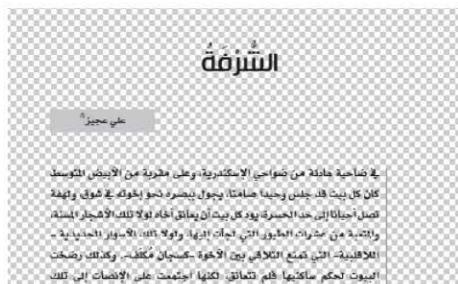 الشُّرْفَةُ
علي عجيز*
في ضاحية هادئة من ضواحي الإسكندرية، وعلى مقربة من الأبيض المتوسط
كان كل بيت قد جلس وحيدا صامتا، يجول ببصره نحو إخوته في شوق، ولهفة
تصل أحيانا إلى حد الحسرة، يود كل بيت أن يعانق أخاه لولا تلك الأشجار المسنة،
والمتعبة من عشرات الطيور التي لجأت إليها، ولولا تلك الأسوار الحديدية -
اللاقلبية- التي تمنع التلاقي بين الأخوة -كسجان مُكلف-. وكذلك رضخت
البيوت لحكم ساكنيها فلم تتعانق، لكنها اجتمعت على الإنصات إلى تلك